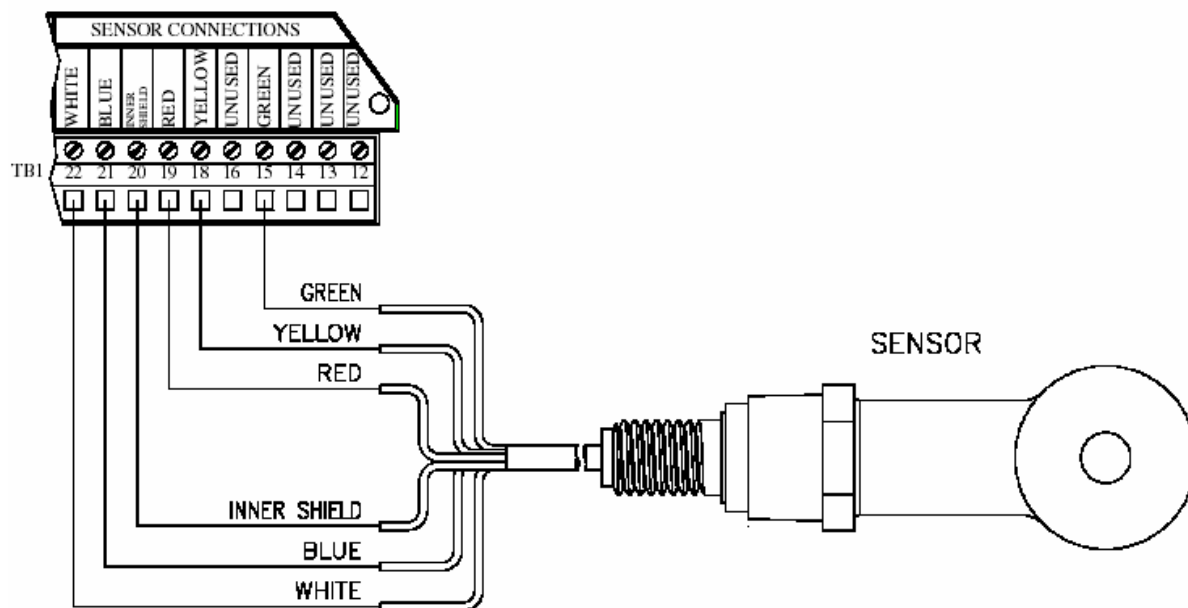 SENSOR CONNECTIONS
WHITE
BLUE
INNER
SHIELD
RED
YELLOW
UNUSED
GREEN
UNUSED
UNUSED
UNUSED
TB1
22 21 20 19 18 16 15 14 13 12
GREEN
YELLOW
RED
SENSOR
INNER SHIELD
BLUE
WHITE